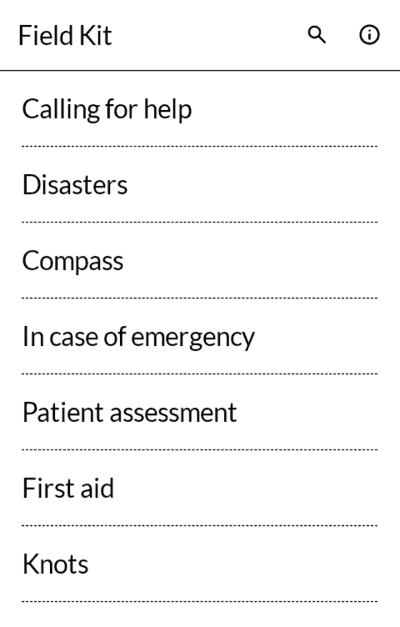 Field Kit
Calling for help
Disasters
Compass
In case of emergency
Patient assessment
First aid
Knots